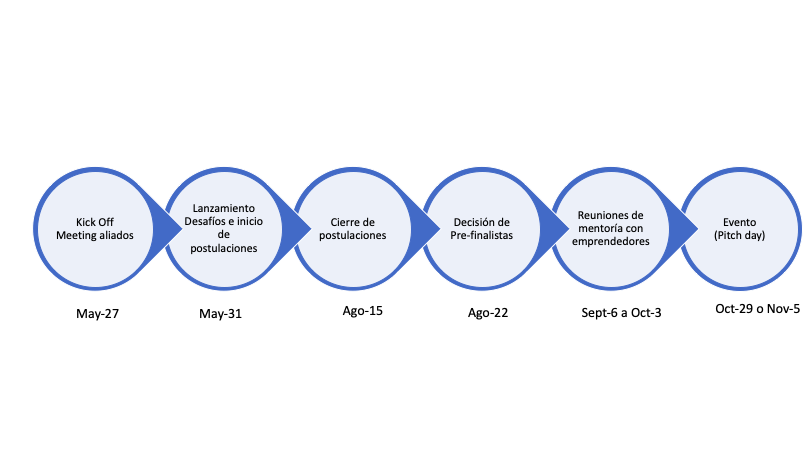 Kick Off
Meeting aliados
Lanzamiento
Desafíos e inicio
de
postulaciones
Cierre de
postulaciones
Decisión de
Pre-finalistas
Reuniones de
mentoría con
emprendedores
Evento
(Pitch day)
May-27
May-31
Ago-15
Ago-22
Sept-6 a Oct-3
Oct-29 o Nov-5